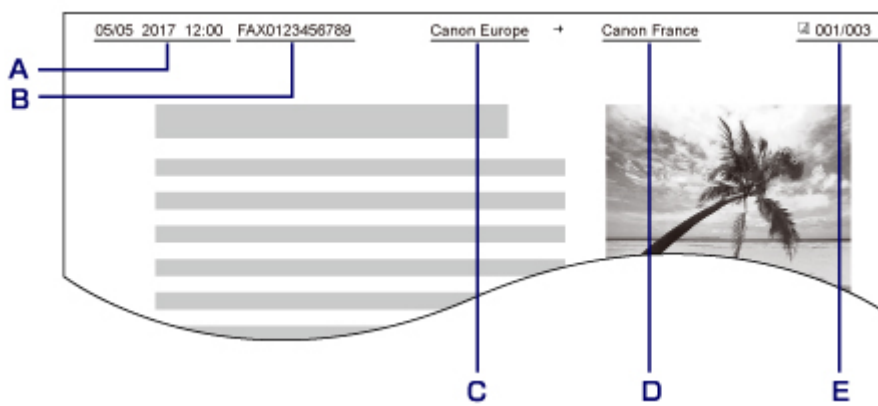 05/05 2017 12:00 FAX0123456789 Canon Europe → Canon France 001/003
A
B
C D E